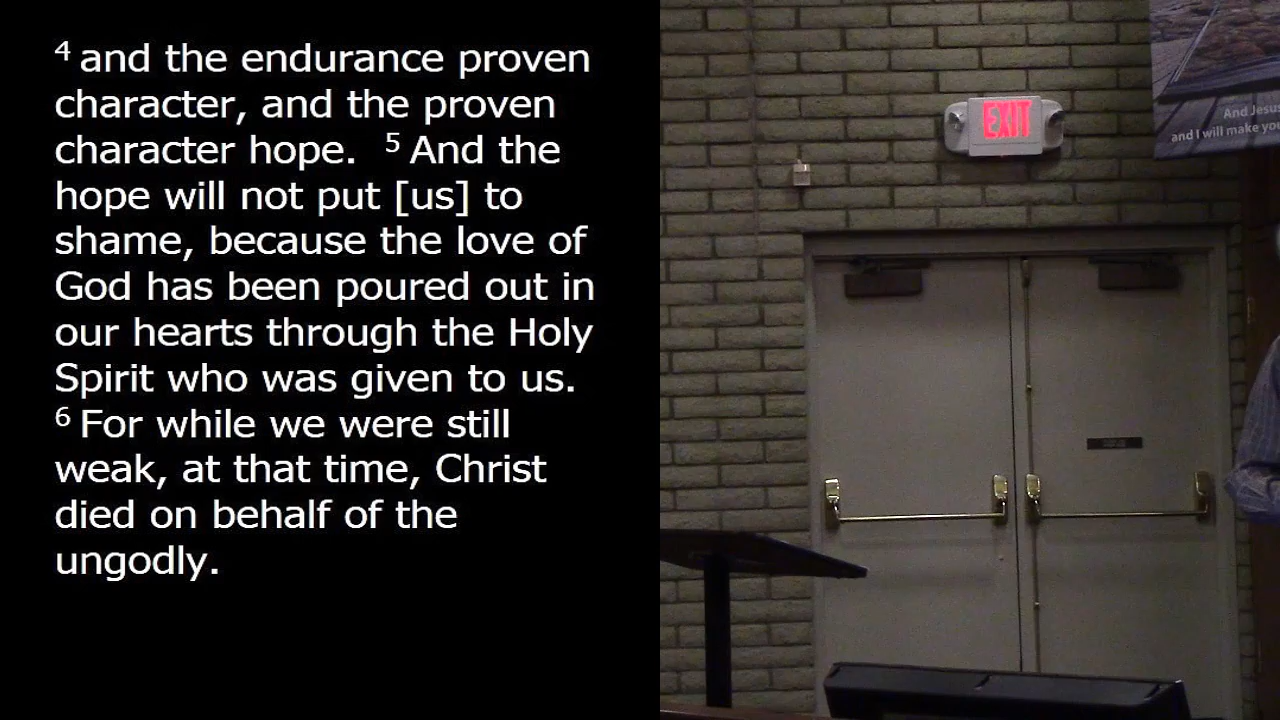 4 and the endurance proven
character, and the proven
character hope. 5 And the
hope will not put [us] to
shame, because the love of
God has been poured out in
our hearts through the Holy
Spirit who was given to us.
6 For while we were still
weak, at that time, Christ
died on behalf of the
ungodly.
EXIT
And Jesus
and I will make you